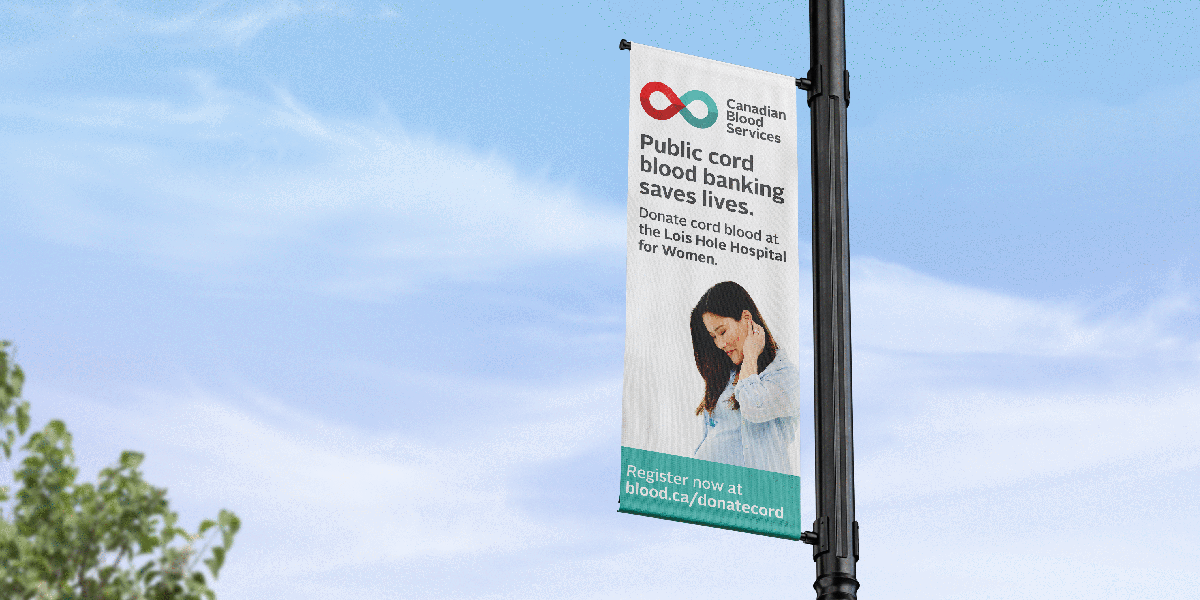 Canadian
Blood
Services
Public cord
blood banking
saves lives.
Donate cord blood at
the Lois Hole Hospital
for Women.
Register now at
blood.ca/donatecord